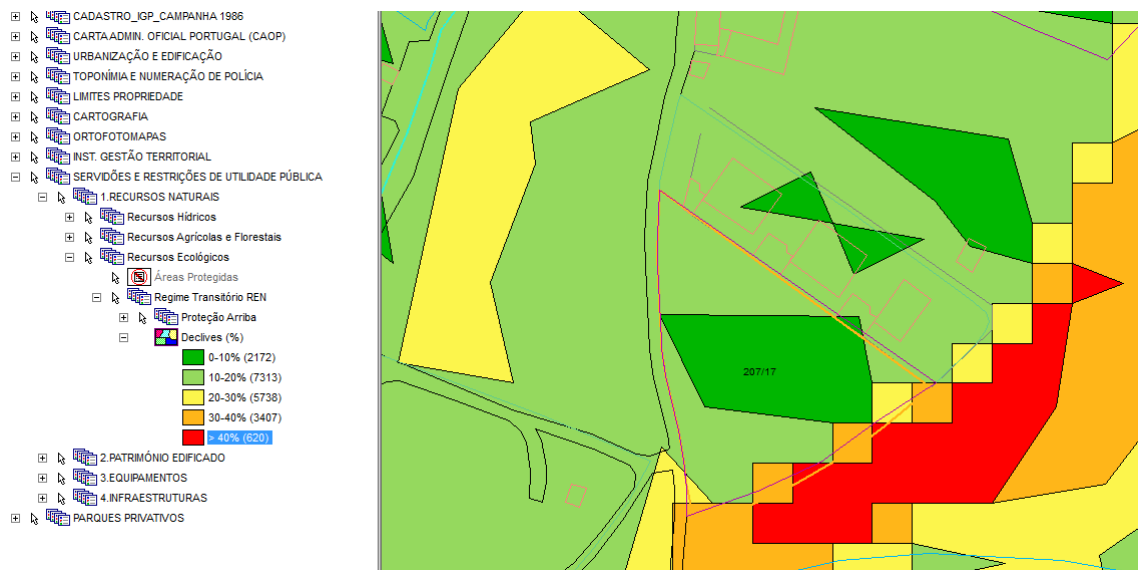 CADASTRO_IGP_CAMPANHA 1986
CARTA ADMIN. OFICIAL PORTUGAL (CAOP)
URBANIZAÇÃO E EDIFICAÇÃO
TOPONÍMIA E NUMERAÇÃO DE POLÍCIA
LIMITES PROPRIEDADE
CARTOGRAFIA
ORTOFOTOMAPAS
INST. GESTÃO TERRITORIAL
SERVIDÕES E RESTRIÇÕES DE UTILIDADE PÚBLICA
1.RECURSOS NATURAIS
Recursos Hídricos
Recursos Agrícolas e Florestais
Recursos Ecológicos
Áreas Protegidas
Regime Transitório REN
Proteção Arriba
Declives (%)
0-10% (2172)
10-20% (7313)
20-30% (5738)
30-40% (3407)
> 40% (620)
2.PATRIMÓNIO EDIFICADO
3.EQUIPAMENTOS
4.INFRAESTRUTURAS
PARQUES PRIVATIVOS
207/17